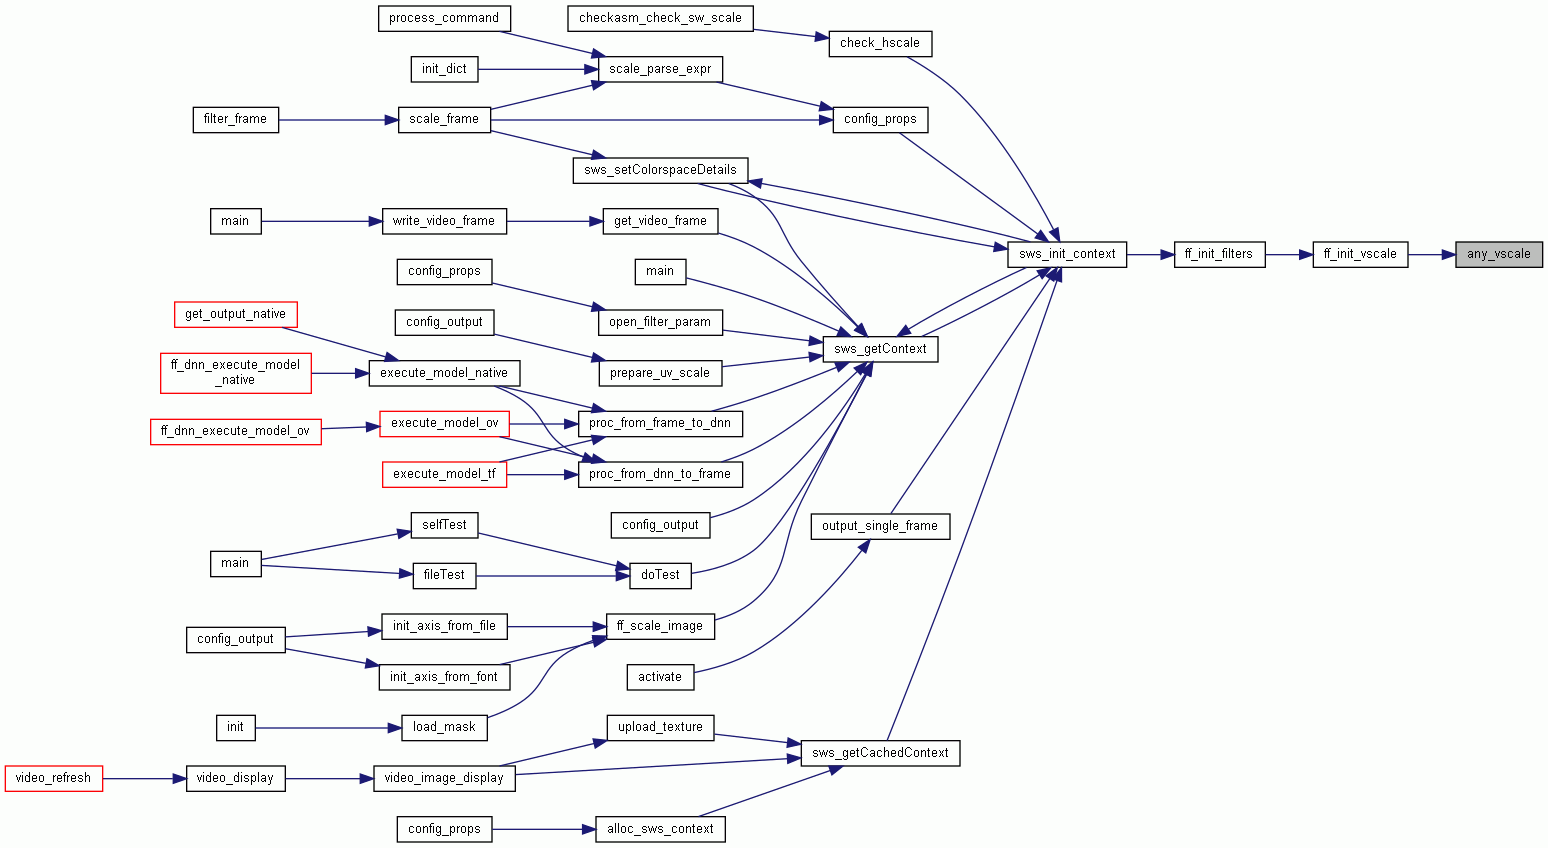 process_command
checkasm_check_sw_scale
check_hscale
init_dict
scale_parse_expr
filter_frame
scale_frame
config_props
sws_setColorspaceDetails
main
write_video_frame
get_video_frame
sws_init_context
ff_init_filters
ff_init_vscale
any_vscale
config_props
main
get_output_native
config_output
open_filter_param
sws_getContext
ff_dnn_execute_model
_native
execute_model_native
prepare_uv_scale
ff_dnn_execute_model_ov
execute_model_ov
proc_from_frame_to_dnn
execute_model_tf
proc_from_dnn_to_frame
selfTest
config_output
output_single_frame
main
fileTest
doTest
config_output
init_axis_from_file
ff_scale_image
init_axis_from_font
activate
init
load_mask
upload_texture
sws_getCachedContext
video_refresh
video_display
video_image_display
config_props
alloc_sws_context